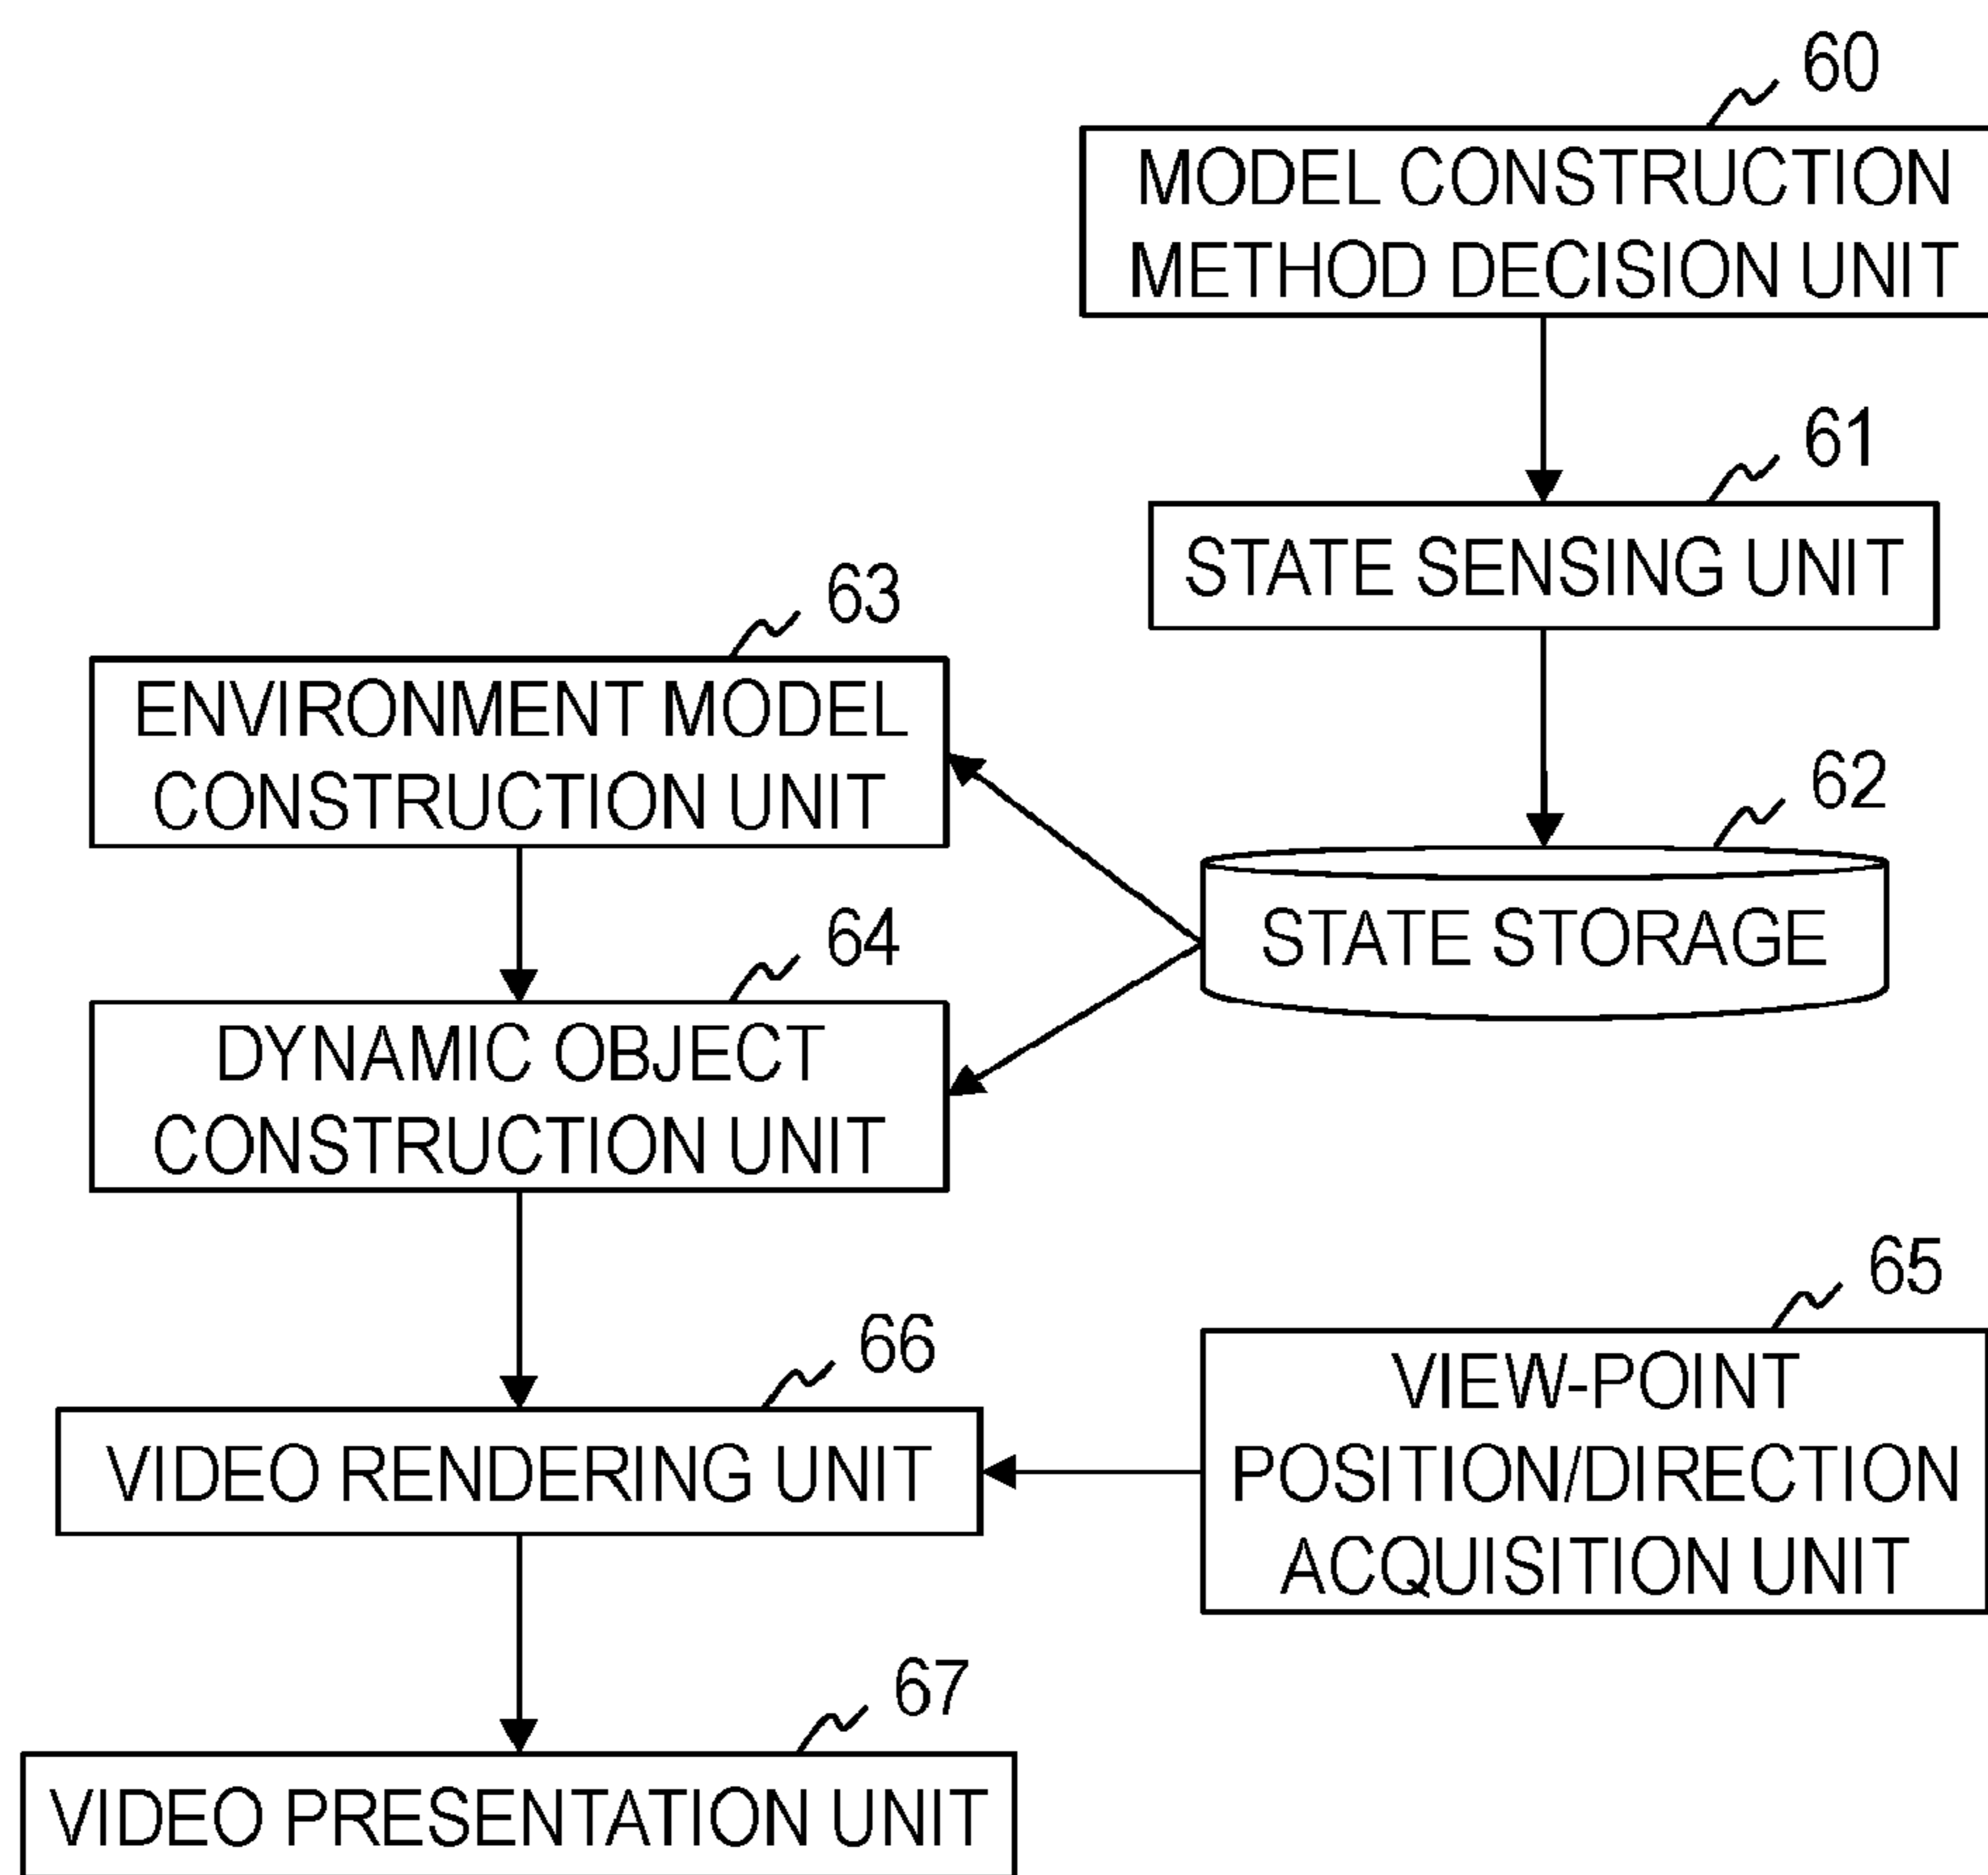 60
MODEL CONSTRUCTION
METHOD DECISION UNIT
61
STATE SENSING UNIT
63
ENVIRONMENT MODEL
CONSTRUCTION UNIT
62
STATE STORAGE
64
DYNAMIC OBJECT
CONSTRUCTION UNIT
65
VIEW-POINT
POSITION/DIRECTION
ACQUISITION UNIT
66
VIDEO RENDERING UNIT
67
VIDEO PRESENTATION UNIT